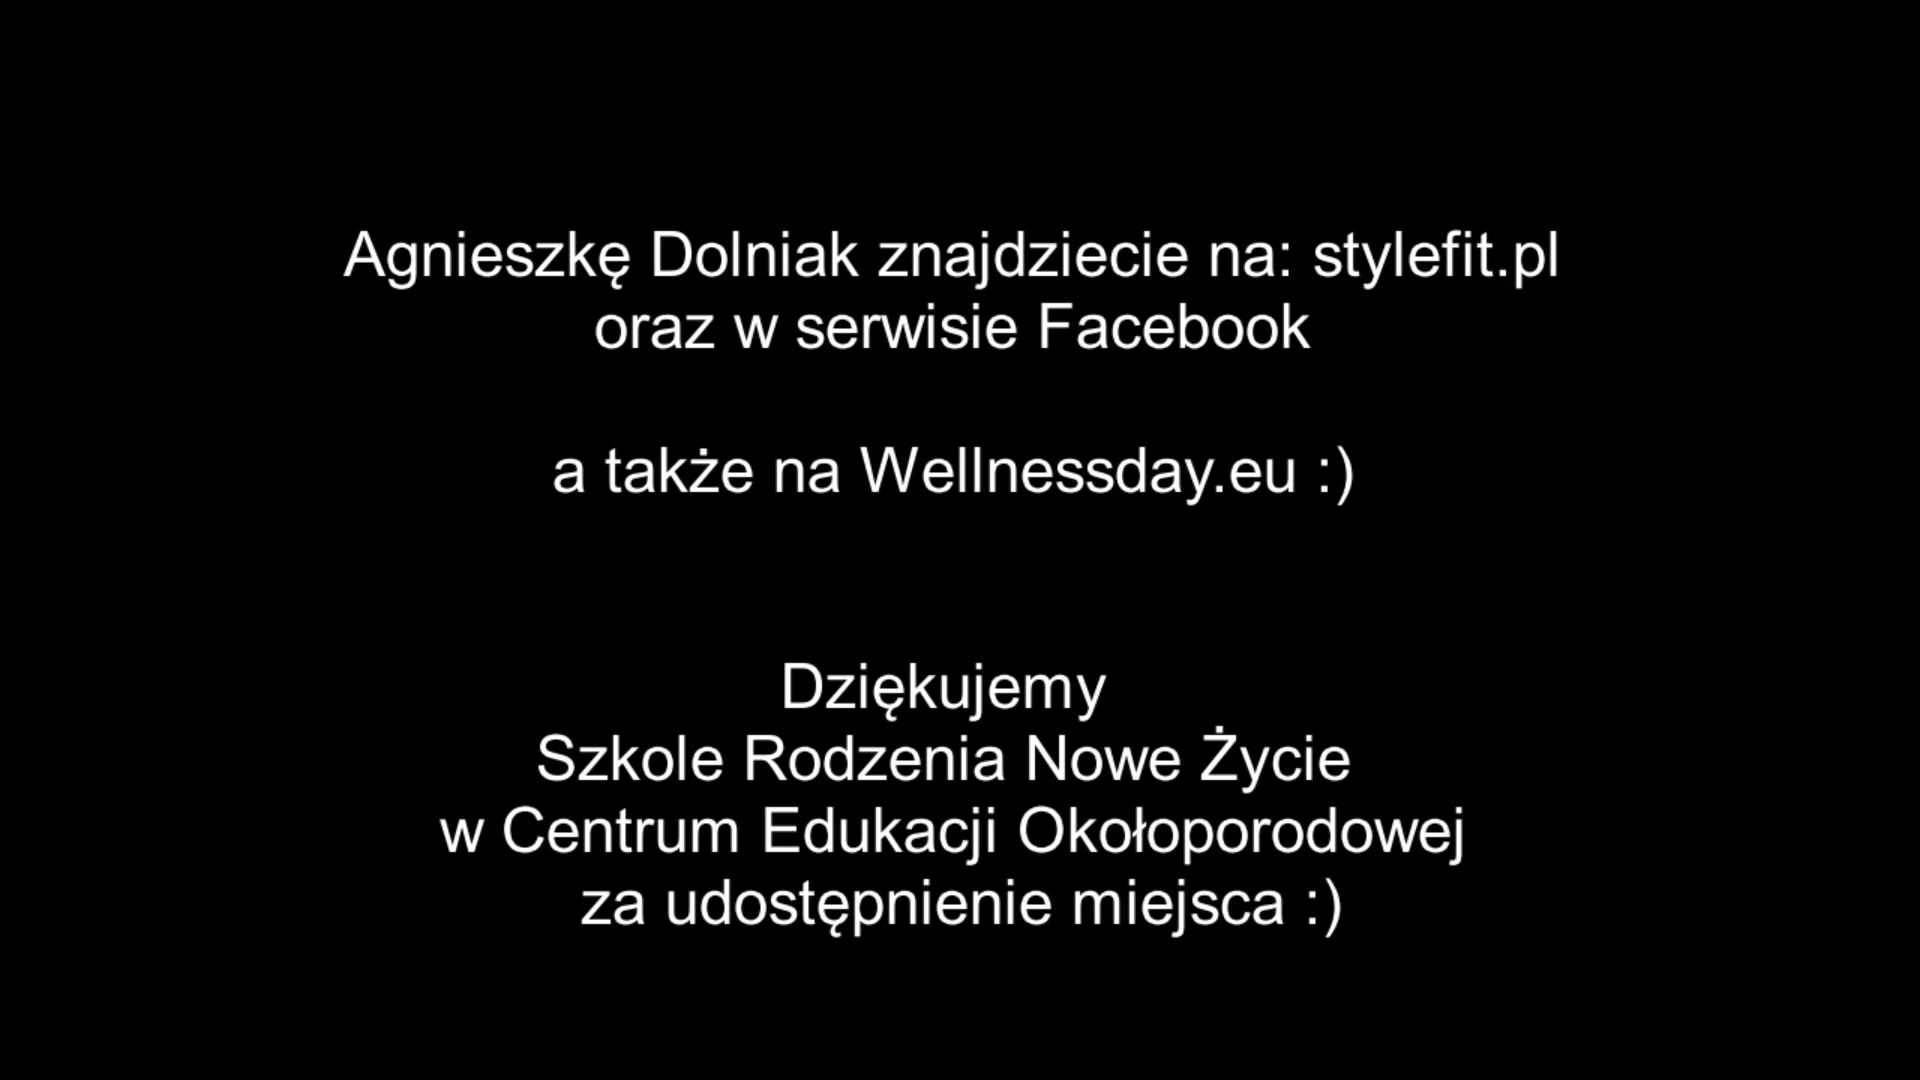 Agnieszkę Dolniak znajdziecie na: stylefit.pl
oraz w serwisie Facebook
a także na Wellnessday.eu :)
Dziękujemy
Szkole Rodzenia Nowe Życie
w Centrum Edukacji Okołoporodowej
za udostępnienie miejsca :)